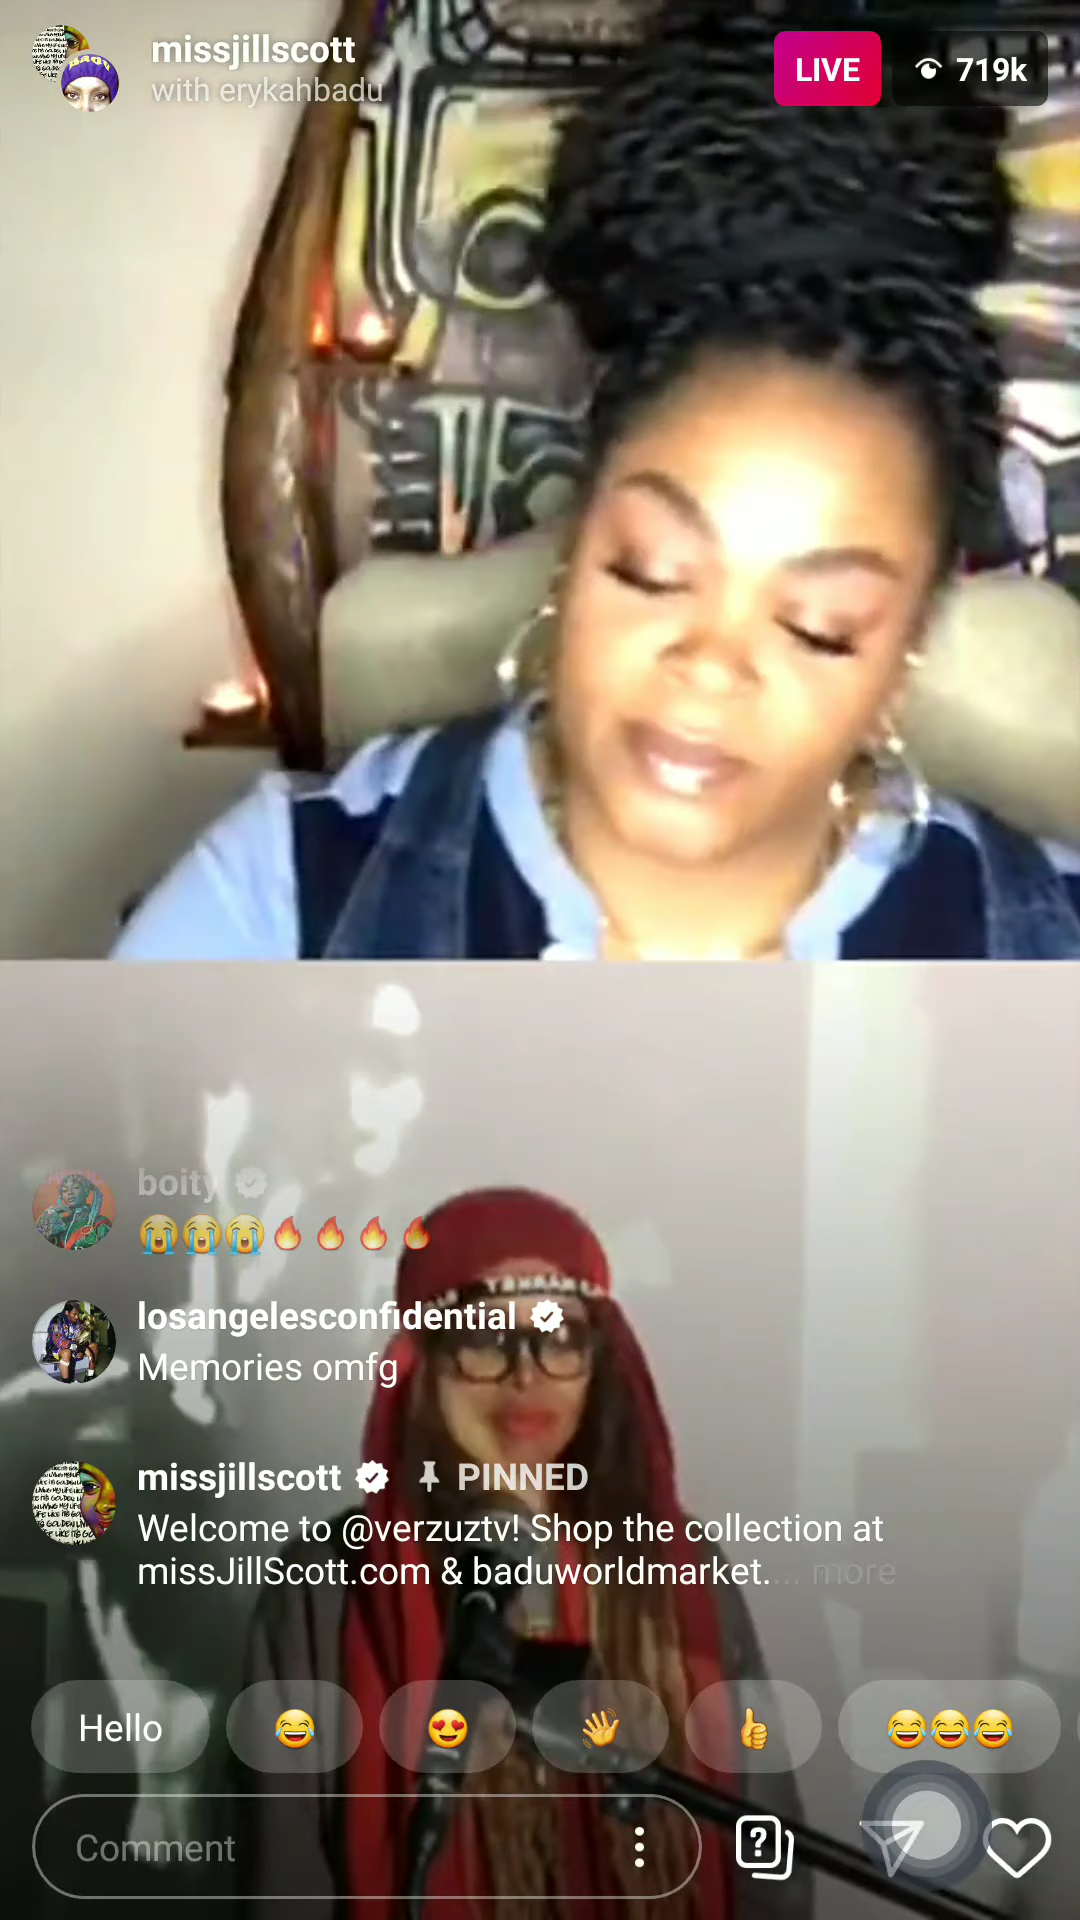 missjillscott
with erykahbadu
LIVE
719k
BADU
boity
😭😭😭🔥🔥🔥🔥
losangelesconfidential
Memories omfg
missjillscott PINNED
Welcome to @verzuztv! Shop the collection at
missJillScott.com & baduworldmarket.... more
Hello 😂 😍 👋 👍 😂😂😂
Comment
?